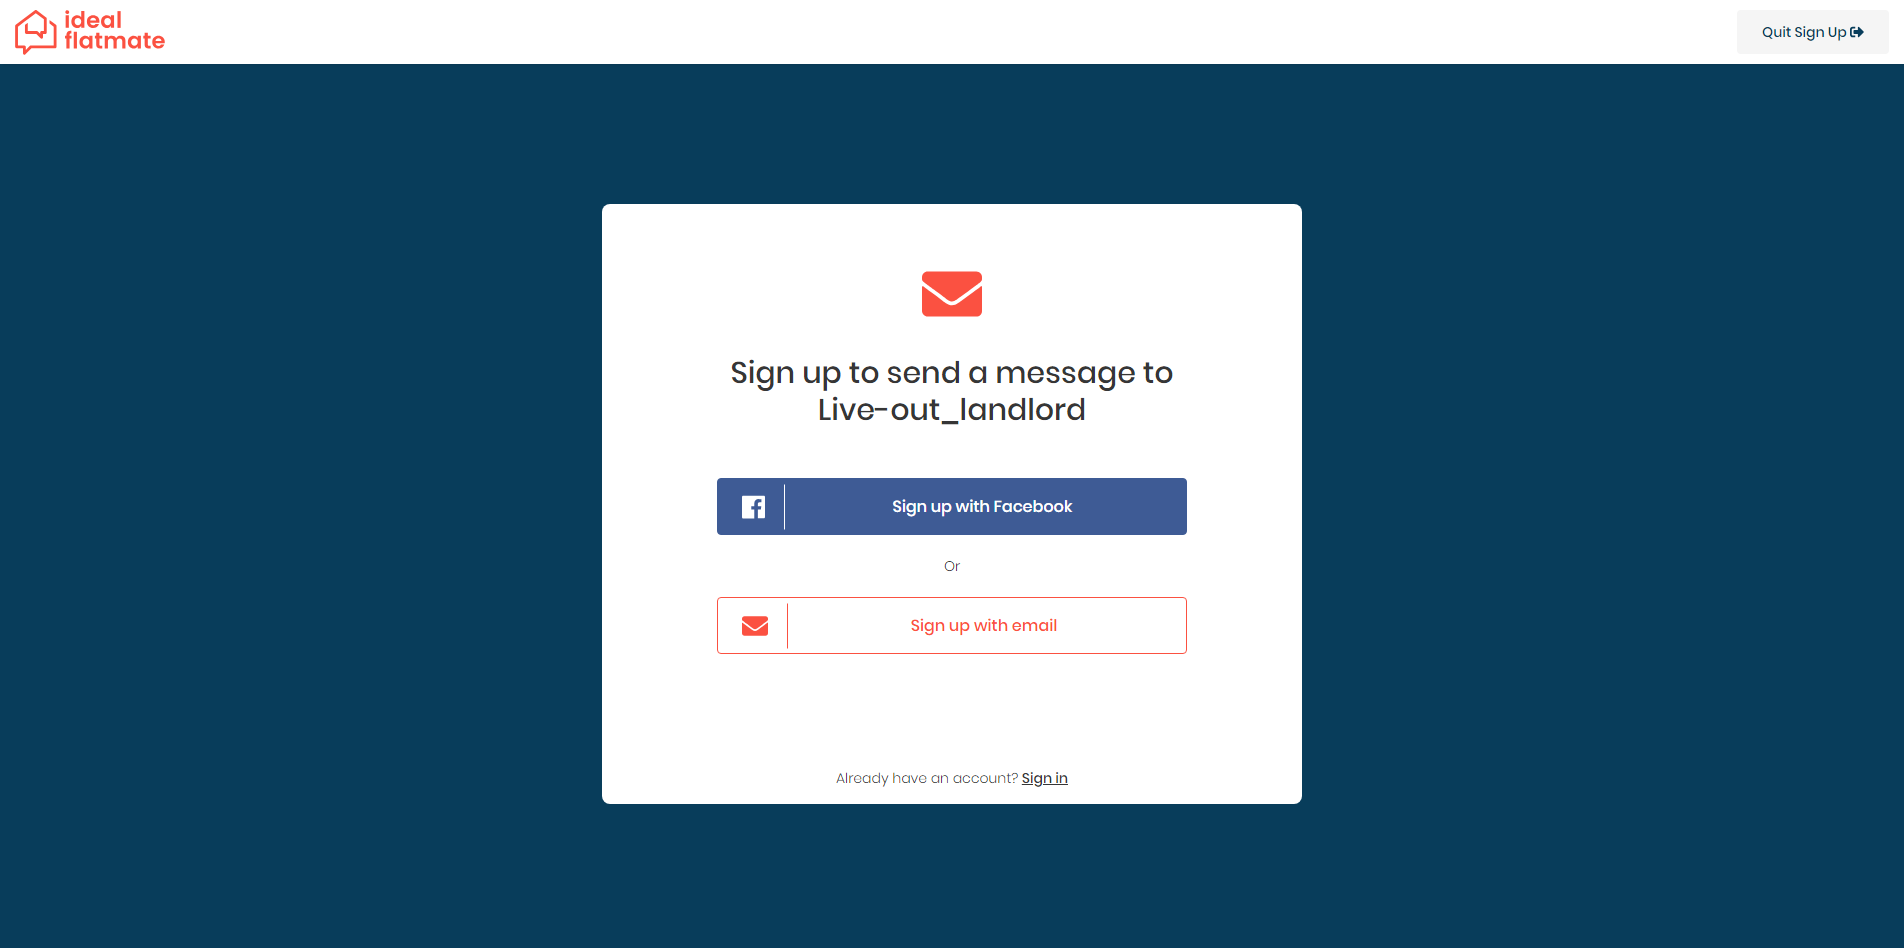 ideal
flatmate
Quit Sign Up
Sign up to send a message to
Live-out_landlord
Sign up with Facebook
Or
Sign up with email
Already have an account? Sign in